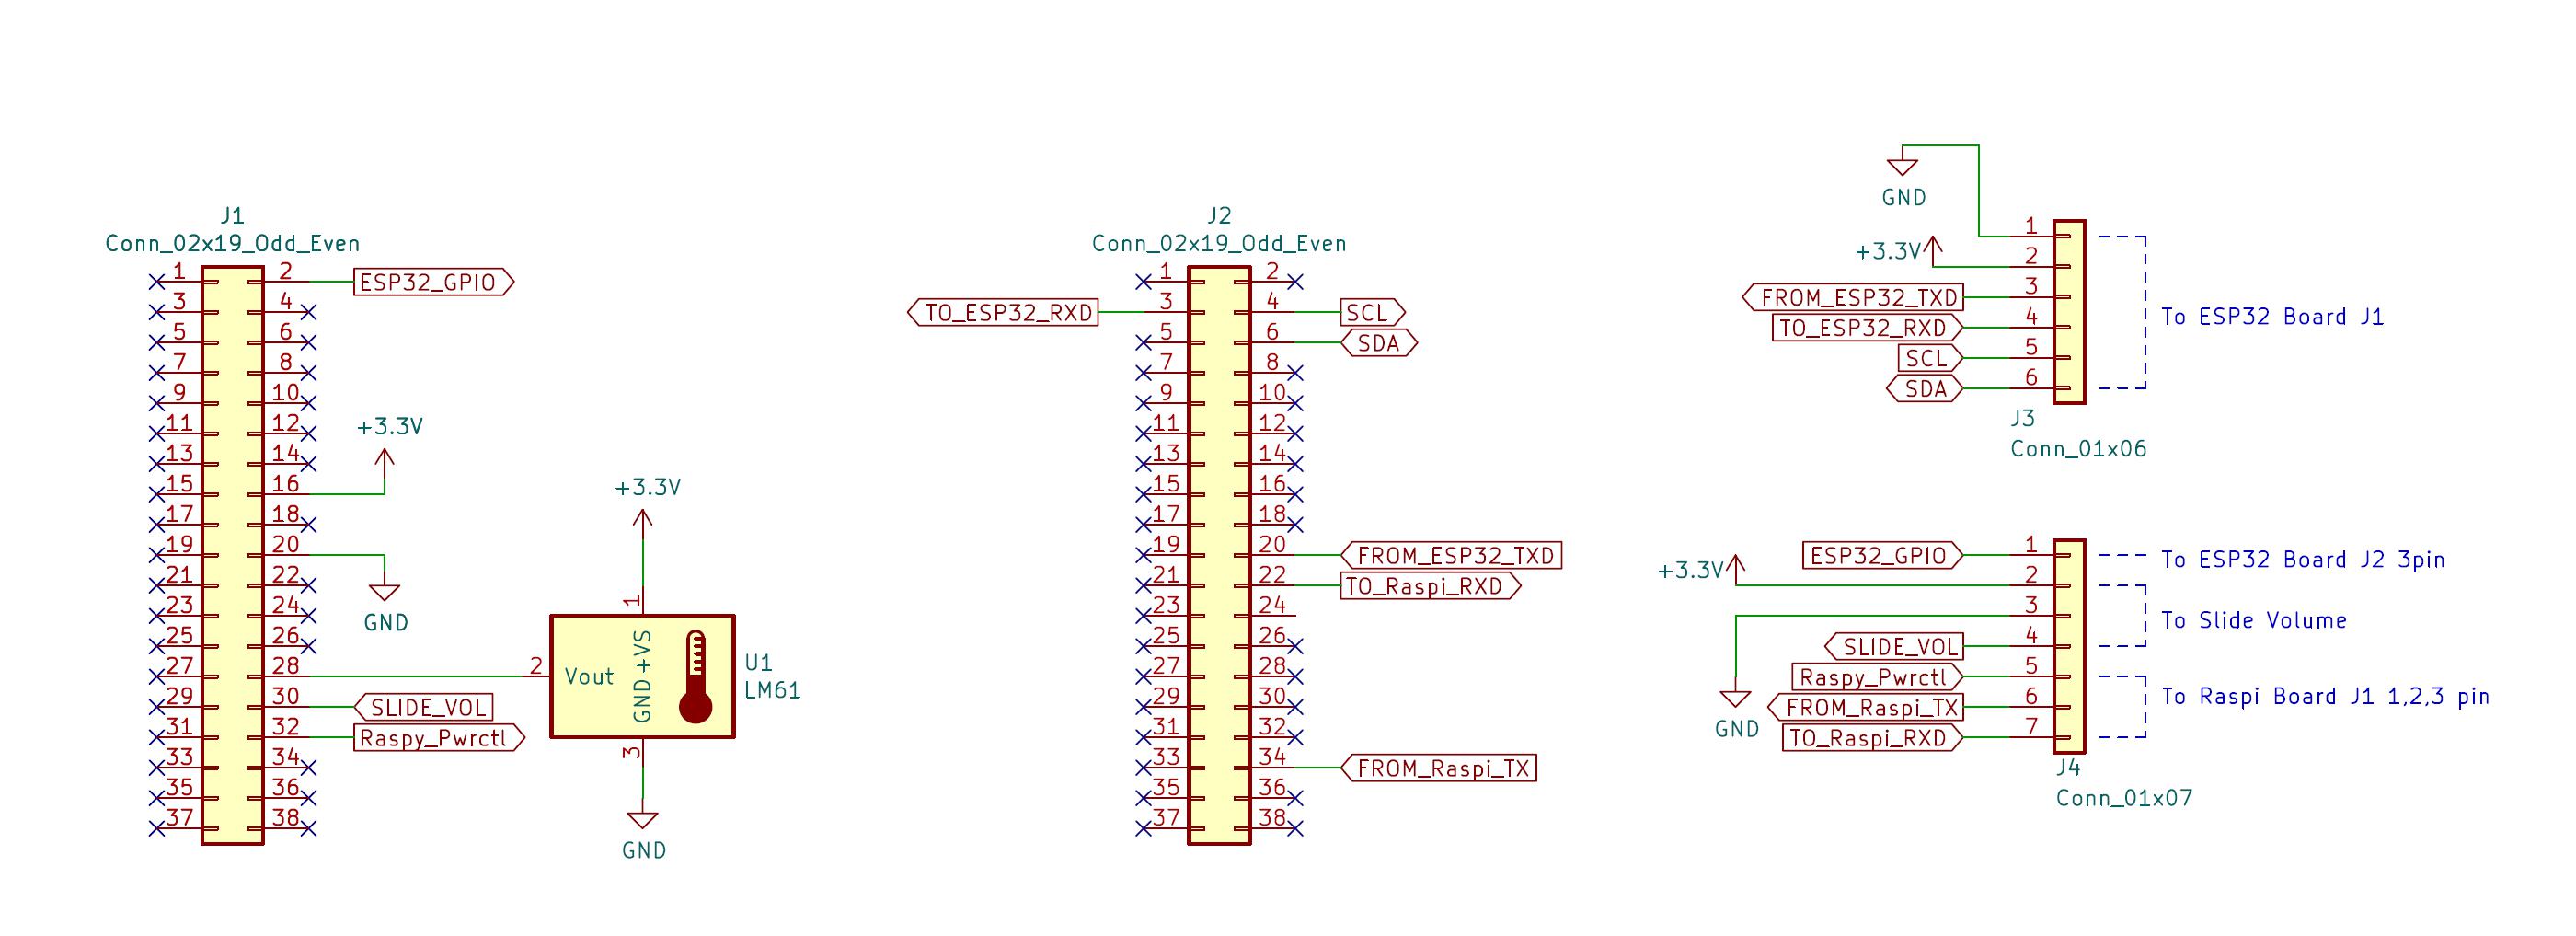 J1
Conn_02x19_Odd_Even
1 2 ESP32_GPIO
3 4
5 6
7 8
9 10
11 12
13 14
+3.3V
15 16
17 18
19 20
21 22
GND
23 24
25 26
27 28
29 30 SLIDE_VOL
31 32 Raspy_Pwrctl
33 34
35 36
37 38
+3.3V
1
2 Vout
+VS
GND
3
U1
LM61
GND
J2
Conn_02x19_Odd_Even
1 2
TO_ESP32_RXD 3 4 SCL
5 6 SDA
7 8
9 10
11 12
13 14
15 16
17 18
19 20 FROM_ESP32_TXD
21 22 TO_Raspi_RXD
23 24
25 26
27 28
29 30
31 32
33 34 FROM_Raspi_TX
35 36
37 38
GND
1
+3.3V 2
FROM_ESP32_TXD 3
TO_ESP32_RXD 4
SCL 5
SDA 6
To ESP32 Board J1
J3
Conn_01x06
ESP32_GPIO 1 To ESP32 Board J2 3pin
+3.3V 2
3 To Slide Volume
SLIDE_VOL 4
Raspy_Pwrctl 5
FROM_Raspi_TX 6 To Raspi Board J1 1,2,3 pin
GND
TO_Raspi_RXD 7
J4
Conn_01x07